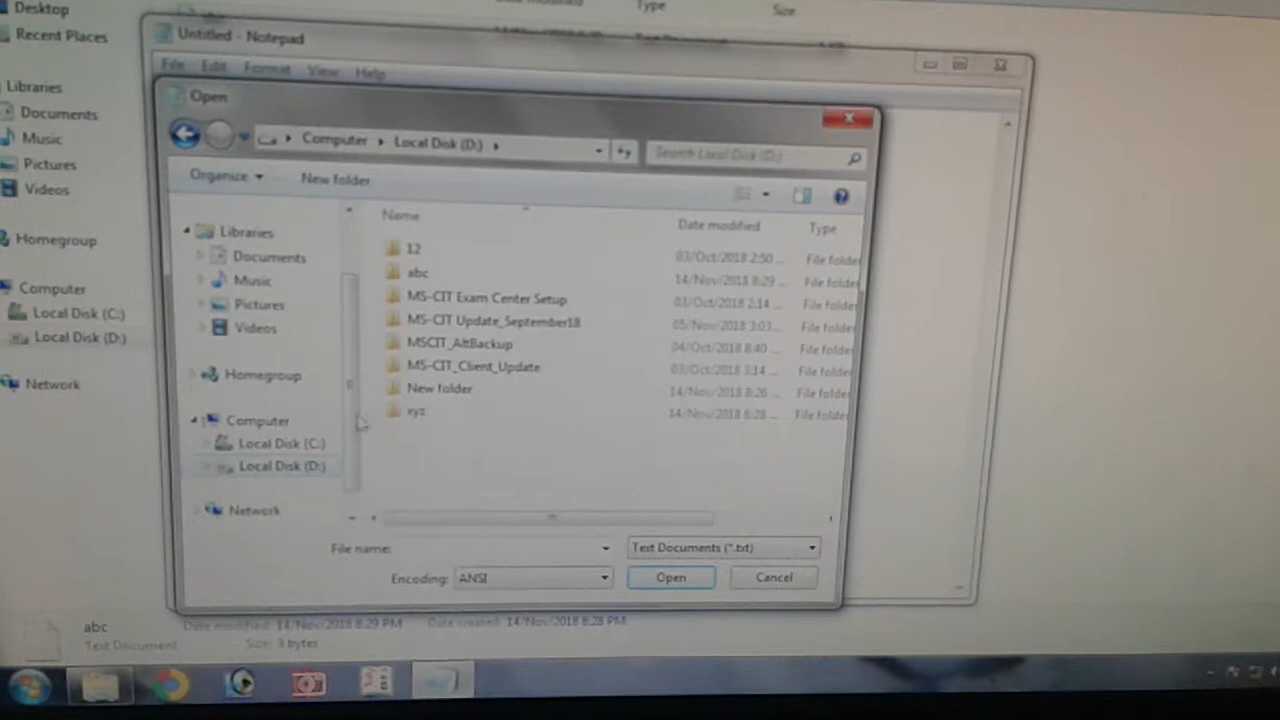 Desktop
Recent Places
Libraries
Documents
Music
Pictures
Videos
Homegroup
Computer
Local Disk (C:)
Local Disk (D:)
Network
Date modified Type Size
Untitled - Notepad
File Edit Format View Help
Open
Computer Local Disk (D:)
Search Local Disk (D:)
Organize New folder
Libraries
Documents
Music
Pictures
Videos
Homegroup
Computer
Local Disk (C:)
Local Disk (D:)
Network
Name Date modified Type
12 03/Oct/2018 2:50 ... File folder
abc 14/Nov/2018 8:29 ... File folder
MS-CIT Exam Center Setup 03/Oct/2018 2:14 ... File folder
MS-CIT Update_September18 05/Nov/2018 3:03 ... File folder
MSCIT_AltBackup 04/Oct/2018 8:40 ... File folder
MS-CIT_Client_Update 03/Oct/2018 3:14 ... File folder
New folder 14/Nov/2018 8:26 ... File folder
xyz 14/Nov/2018 8:28 ... File folder
File name: Text Documents (*.txt)
Encoding: ANSI Open Cancel
abc Date modified: 14/Nov/2018 8:29 PM Date created: 14/Nov/2018 8:28 PM
Text Document Size: 3 bytes